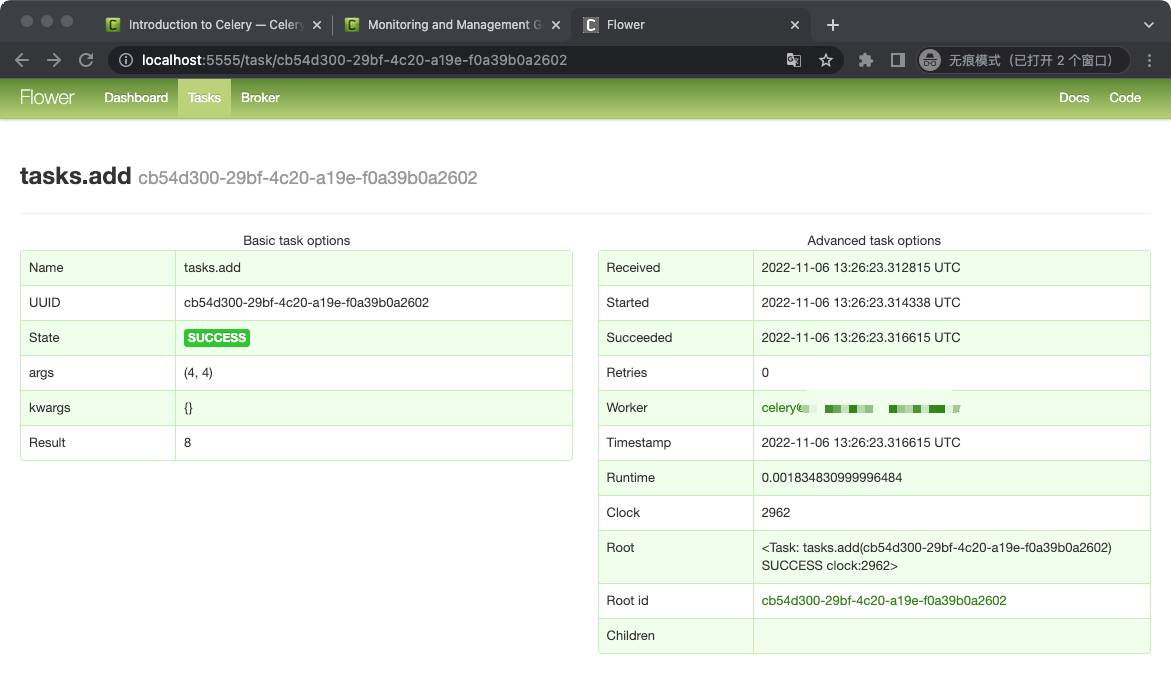 Introduction to Celery — Celery
Monitoring and Management G
Flower
localhost:5555/task/cb54d300-29bf-4c20-a19e-f0a39b0a2602
无痕模式（已打开 2 个窗口）
Flower Dashboard Tasks Broker Docs Code
tasks.add cb54d300-29bf-4c20-a19e-f0a39b0a2602
Basic task options
Name tasks.add
UUID cb54d300-29bf-4c20-a19e-f0a39b0a2602
State SUCCESS
args (4, 4)
kwargs {}
Result 8
Advanced task options
Received 2022-11-06 13:26:23.312815 UTC
Started 2022-11-06 13:26:23.314338 UTC
Succeeded 2022-11-06 13:26:23.316615 UTC
Retries 0
Worker celery@
Timestamp 2022-11-06 13:26:23.316615 UTC
Runtime 0.001834830999996484
Clock 2962
Root <Task: tasks.add(cb54d300-29bf-4c20-a19e-f0a39b0a2602)
SUCCESS clock:2962>
Root id cb54d300-29bf-4c20-a19e-f0a39b0a2602
Children